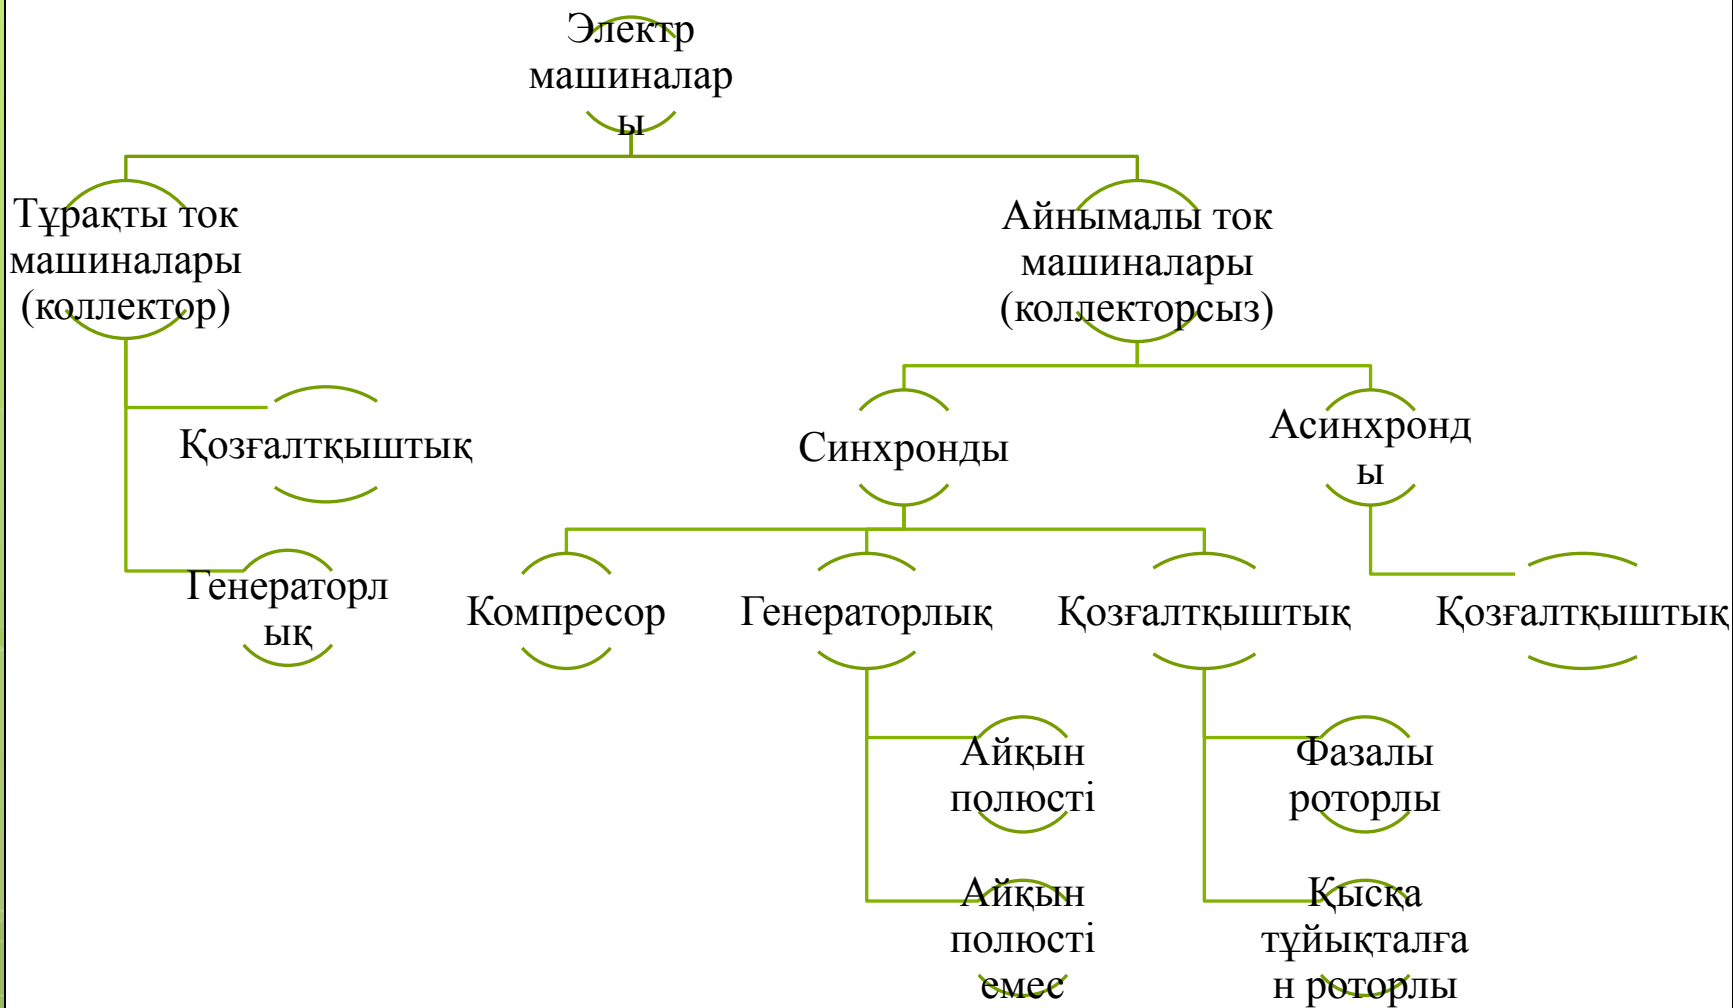 Электр
машиналар
ы
Тұрақты ток
машиналары
(коллектор)
Айнымалы ток
машиналары
(коллекторсыз)
Қозғалтқыштық
Синхронды
Асинхронд
ы
Генераторл
ық
Компресор
Генераторлық
Қозғалтқыштық
Қозғалтқыштық
Айқын
полюсті
Фазалы
роторлы
Айқын
полюсті
емес
Қысқа
тұйықталға
н роторлы